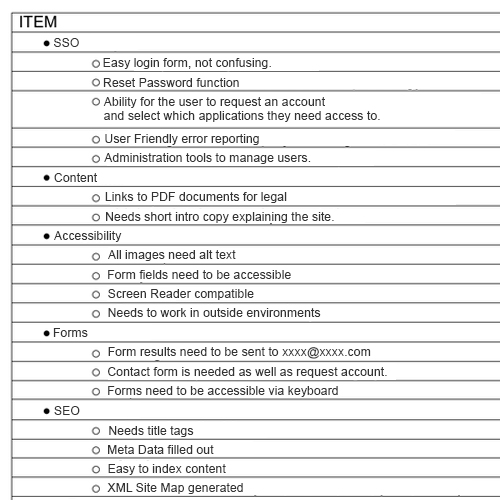 ITEM
● SSO
○ Easy login form, not confusing.
○ Reset Password function
○ Ability for the user to request an account
and select which applications they need access to.
○ User Friendly error reporting
○ Administration tools to manage users.
● Content
○ Links to PDF documents for legal
○ Needs short intro copy explaining the site.
● Accessibility
○ All images need alt text
○ Form fields need to be accessible
○ Screen Reader compatible
○ Needs to work in outside environments
● Forms
○ Form results need to be sent to xxxx@xxxx.com
○ Contact form is needed as well as request account.
○ Forms need to be accessible via keyboard
● SEO
○ Needs title tags
○ Meta Data filled out
○ Easy to index content
○ XML Site Map generated